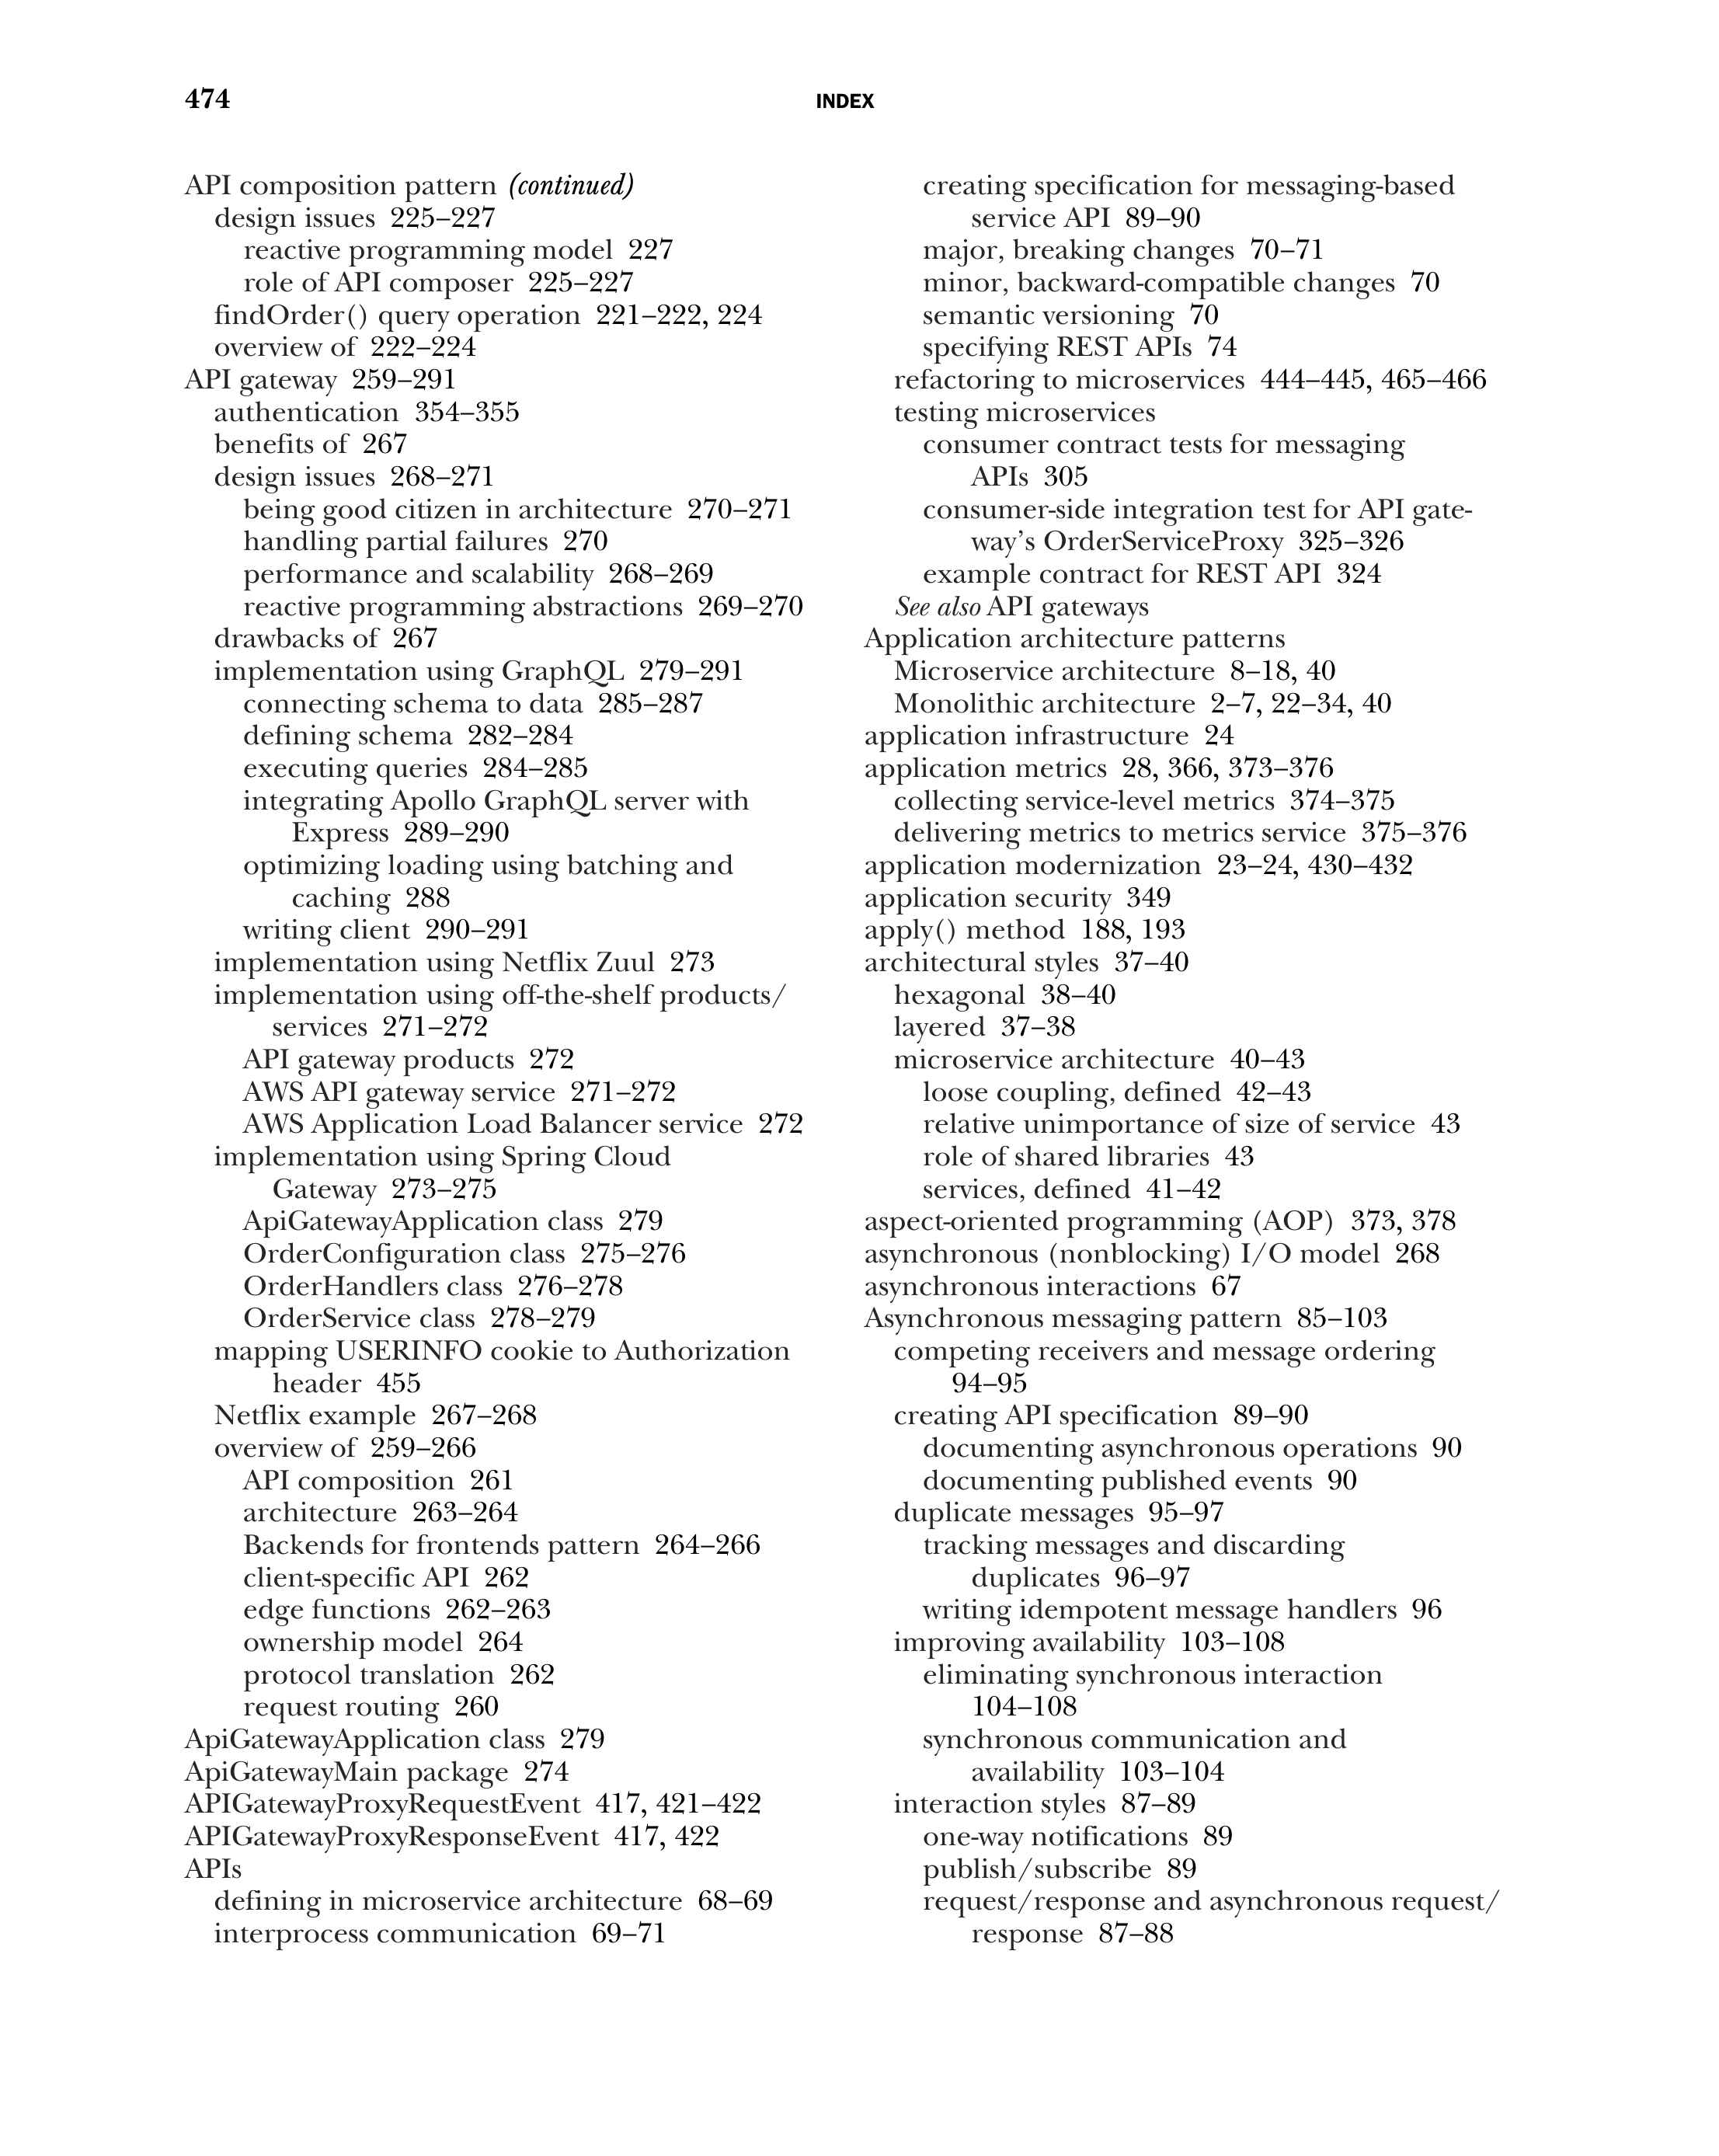 474
INDEX
API composition pattern (continued)
design issues 225–227
reactive programming model 227
role of API composer 225–227
findOrder() query operation 221–222, 224
overview of 222–224
API gateway 259–291
authentication 354–355
benefits of 267
design issues 268–271
being good citizen in architecture 270–271
handling partial failures 270
performance and scalability 268–269
reactive programming abstractions 269–270
drawbacks of 267
implementation using GraphQL 279–291
connecting schema to data 285–287
defining schema 282–284
executing queries 284–285
integrating Apollo GraphQL server with
Express 289–290
optimizing loading using batching and
caching 288
writing client 290–291
implementation using Netflix Zuul 273
implementation using off-the-shelf products/
services 271–272
API gateway products 272
AWS API gateway service 271–272
AWS Application Load Balancer service 272
implementation using Spring Cloud
Gateway 273–275
ApiGatewayApplication class 279
OrderConfiguration class 275–276
OrderHandlers class 276–278
OrderService class 278–279
mapping USERINFO cookie to Authorization
header 455
Netflix example 267–268
overview of 259–266
API composition 261
architecture 263–264
Backends for frontends pattern 264–266
client-specific API 262
edge functions 262–263
ownership model 264
protocol translation 262
request routing 260
ApiGatewayApplication class 279
ApiGatewayMain package 274
APIGatewayProxyRequestEvent 417, 421–422
APIGatewayProxyResponseEvent 417, 422
APIs
defining in microservice architecture 68–69
interprocess communication 69–71
creating specification for messaging-based
service API 89–90
major, breaking changes 70–71
minor, backward-compatible changes 70
semantic versioning 70
specifying REST APIs 74
refactoring to microservices 444–445, 465–466
testing microservices
consumer contract tests for messaging
APIs 305
consumer-side integration test for API gate-
way's OrderServiceProxy 325–326
example contract for REST API 324
See also API gateways
Application architecture patterns
Microservice architecture 8–18, 40
Monolithic architecture 2–7, 22–34, 40
application infrastructure 24
application metrics 28, 366, 373–376
collecting service-level metrics 374–375
delivering metrics to metrics service 375–376
application modernization 23–24, 430–432
application security 349
apply() method 188, 193
architectural styles 37–40
hexagonal 38–40
layered 37–38
microservice architecture 40–43
loose coupling, defined 42–43
relative unimportance of size of service 43
role of shared libraries 43
services, defined 41–42
aspect-oriented programming (AOP) 373, 378
asynchronous (nonblocking) I/O model 268
asynchronous interactions 67
Asynchronous messaging pattern 85–103
competing receivers and message ordering
94–95
creating API specification 89–90
documenting asynchronous operations 90
documenting published events 90
duplicate messages 95–97
tracking messages and discarding
duplicates 96–97
writing idempotent message handlers 96
improving availability 103–108
eliminating synchronous interaction
104–108
synchronous communication and
availability 103–104
interaction styles 87–89
one-way notifications 89
publish/subscribe 89
request/response and asynchronous request/
response 87–88